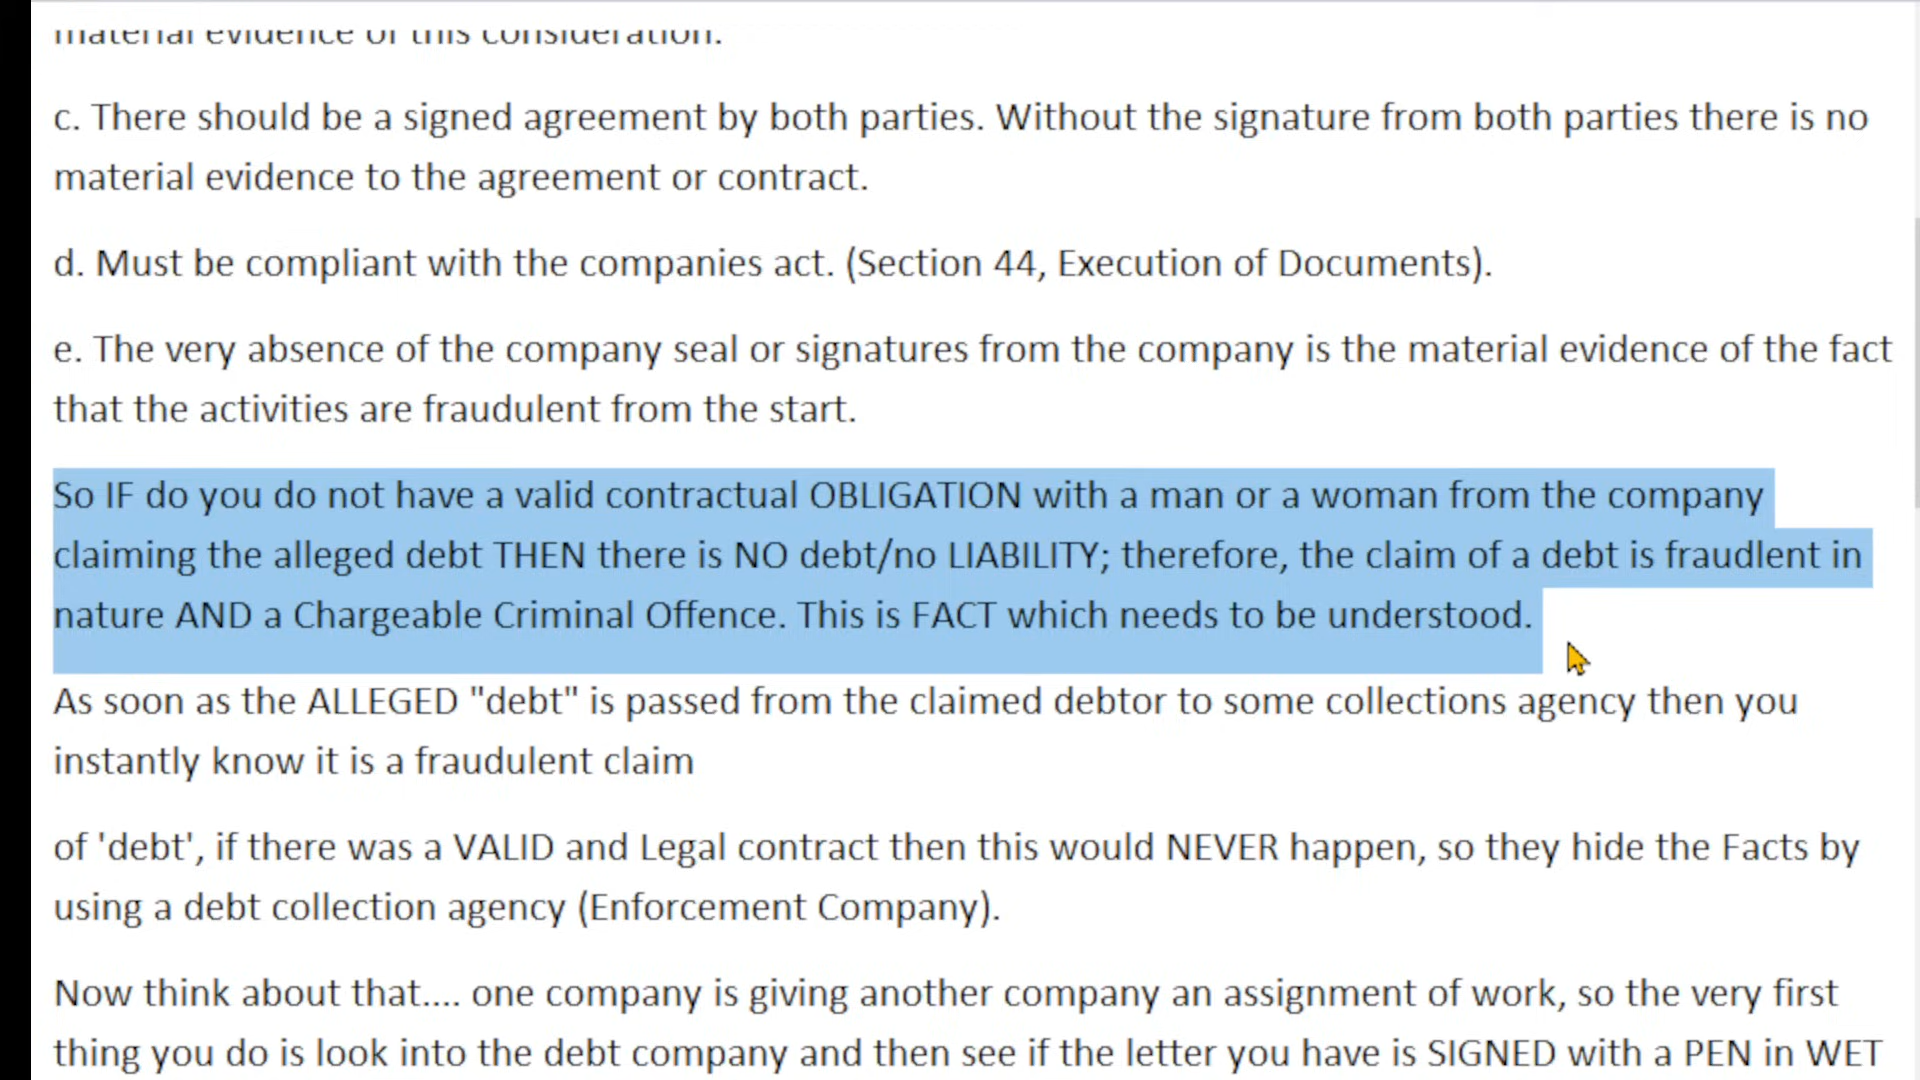 material evidence of this consideration.
c. There should be a signed agreement by both parties. Without the signature from both parties there is no
material evidence to the agreement or contract.
d. Must be compliant with the companies act. (Section 44, Execution of Documents).
e. The very absence of the company seal or signatures from the company is the material evidence of the fact
that the activities are fraudulent from the start.
So IF do you do not have a valid contractual OBLIGATION with a man or a woman from the company
claiming the alleged debt THEN there is NO debt/no LIABILITY; therefore, the claim of a debt is fraudlent in
nature AND a Chargeable Criminal Offence. This is FACT which needs to be understood.
As soon as the ALLEGED "debt" is passed from the claimed debtor to some collections agency then you
instantly know it is a fraudulent claim
of 'debt', if there was a VALID and Legal contract then this would NEVER happen, so they hide the Facts by
using a debt collection agency (Enforcement Company).
Now think about that.... one company is giving another company an assignment of work, so the very first
thing you do is look into the debt company and then see if the letter you have is SIGNED with a PEN in WET